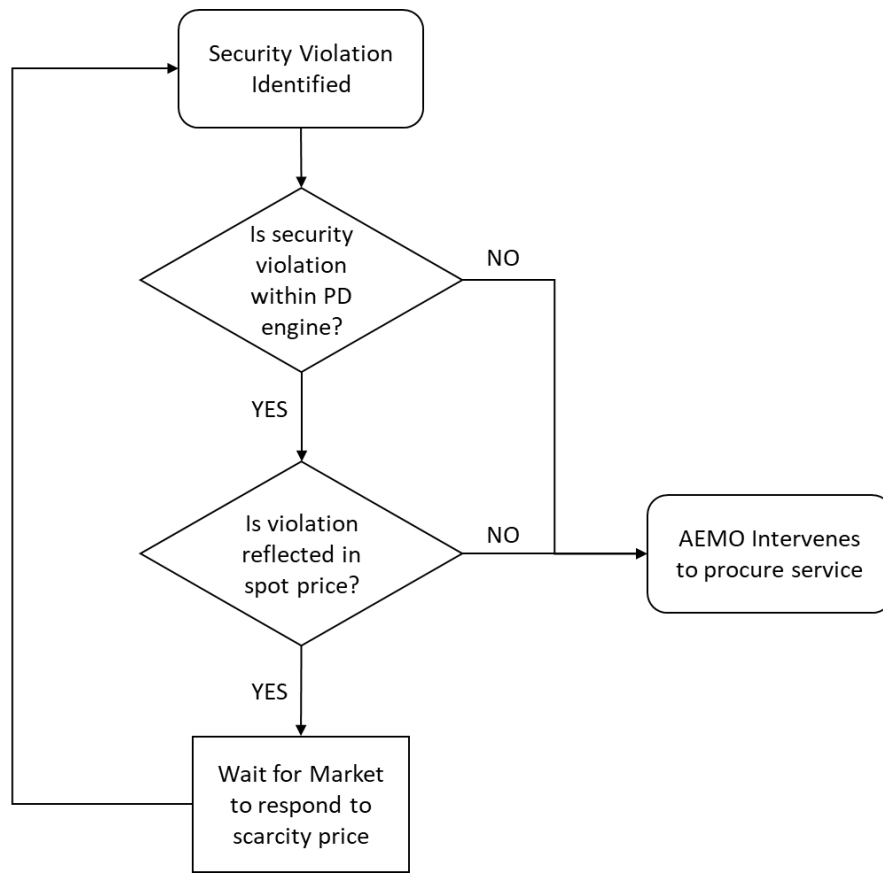 Security Violation
Identified
Is security
violation
within PD
engine?
NO
YES
Is violation
reflected in
spot price?
NO
AEMO Intervenes
to procure service
YES
Wait for Market
to respond to
scarcity price